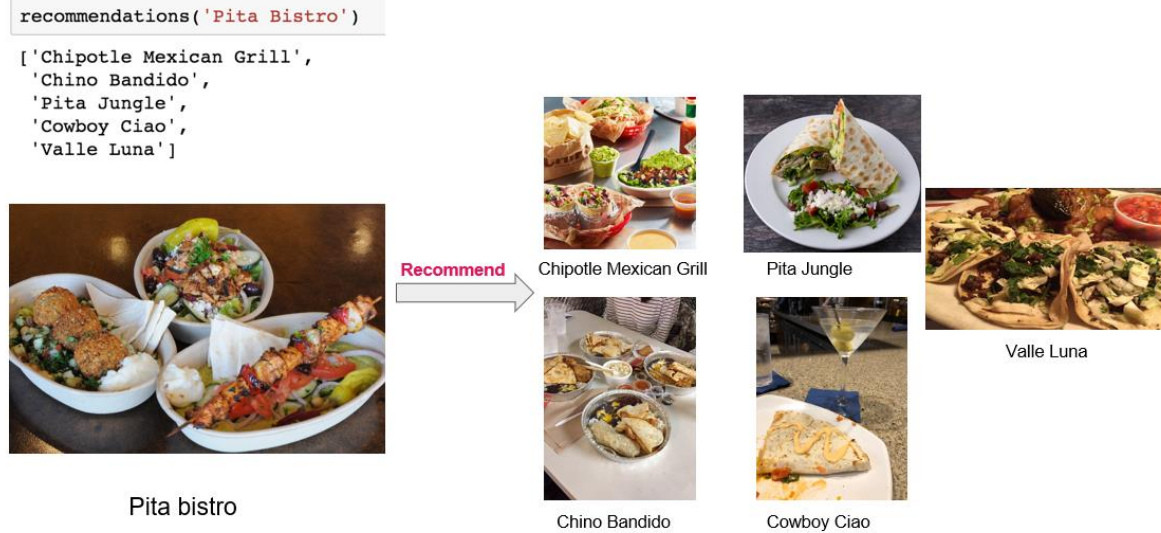 recommendations('Pita Bistro')
['Chipotle Mexican Grill',
'Chino Bandido',
'Pita Jungle',
'Cowboy Ciao',
'Valle Luna']
Recommend
Pita bistro
Chipotle Mexican Grill
Pita Jungle
Valle Luna
Chino Bandido
Cowboy Ciao